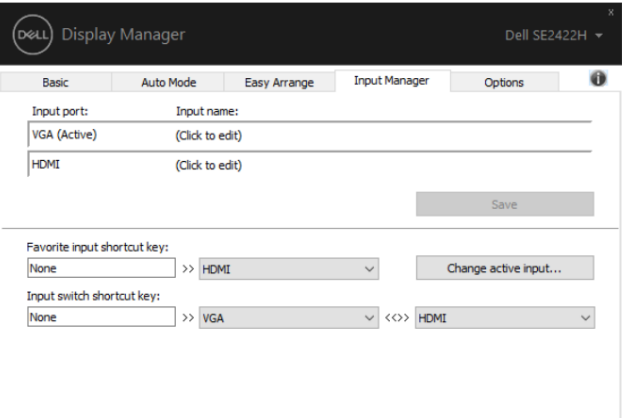 x
DELL Display Manager Dell SE2422H
Basic Auto Mode Easy Arrange Input Manager Options i
Input port: Input name:
VGA (Active) (Click to edit)
HDMI (Click to edit)
Save
Favorite input shortcut key:
None >> HDMI Change active input...
Input switch shortcut key:
None >> VGA <<>> HDMI